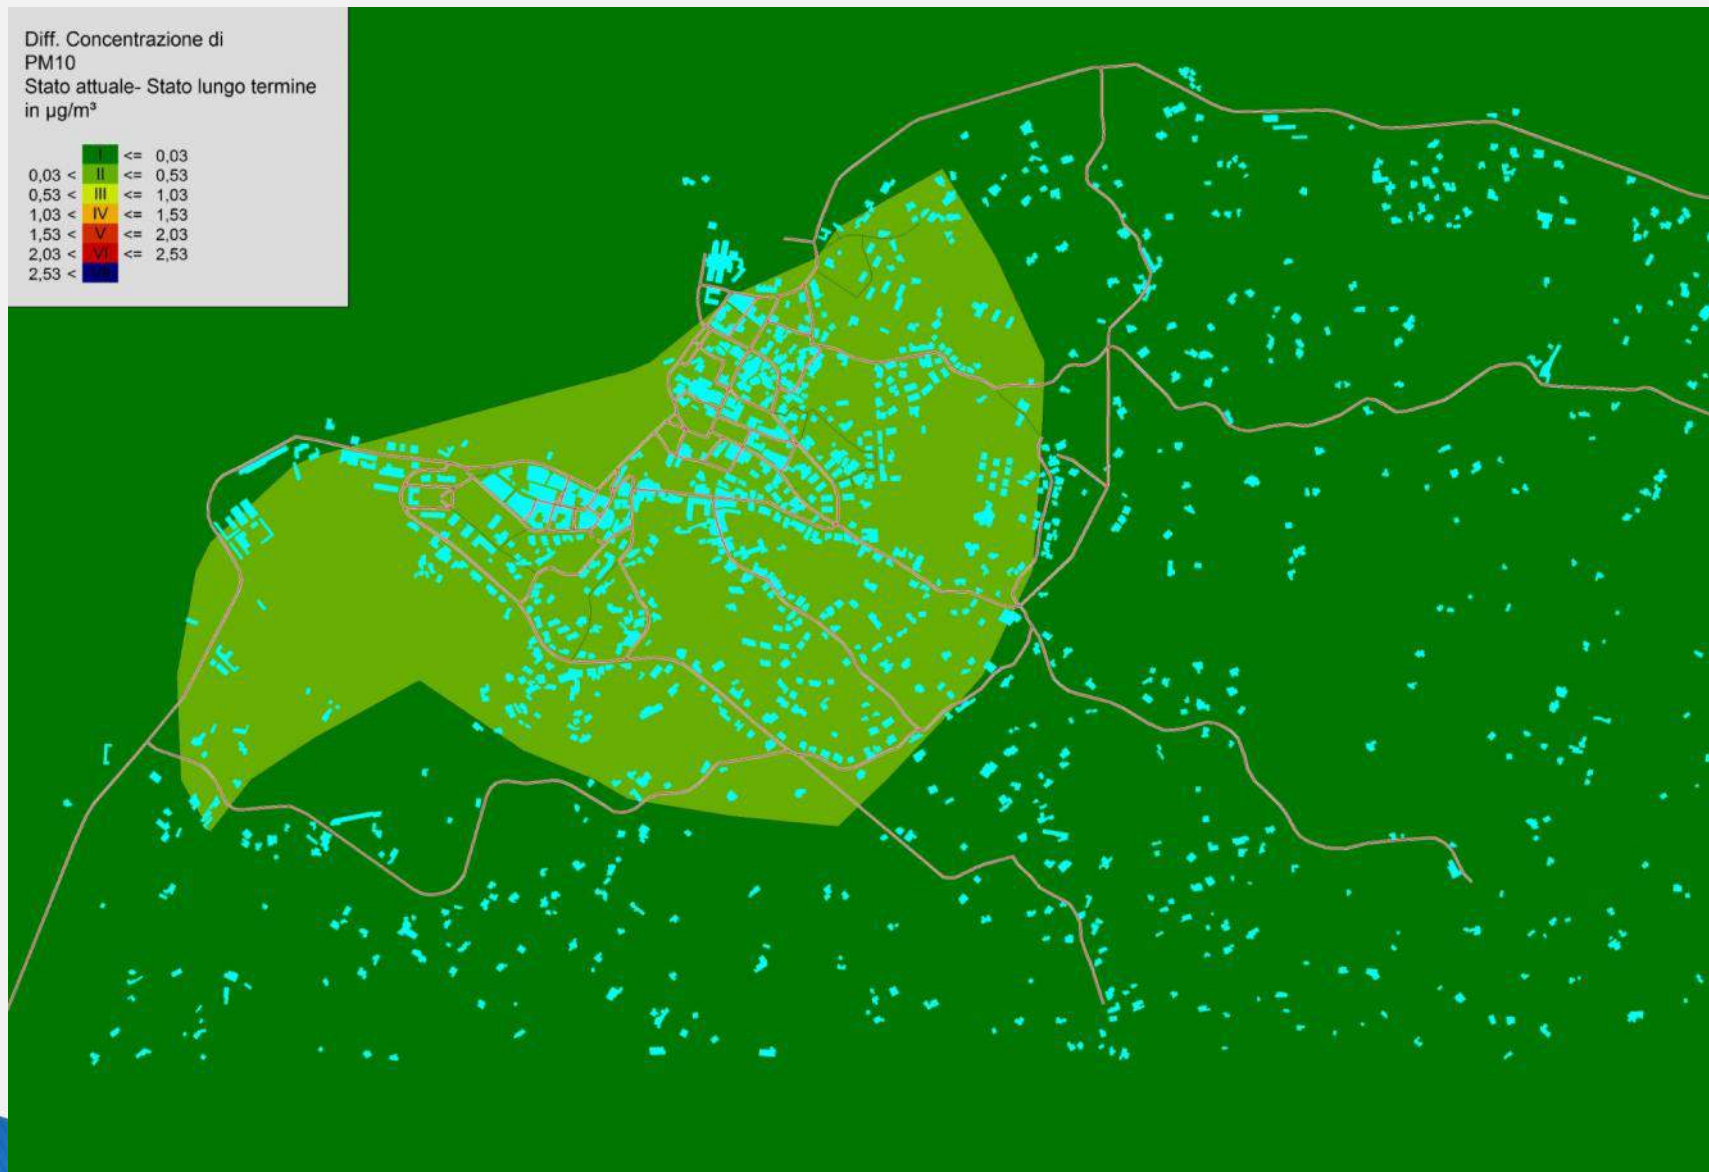 Diff. Concentrazione di
PM10
Stato attuale- Stato lungo termine
in µg/m³
I <= 0,03
0,03 < II <= 0,53
0,53 < III <= 1,03
1,03 < IV <= 1,53
1,53 < V <= 2,03
2,03 < VI <= 2,53
2,53 < VII